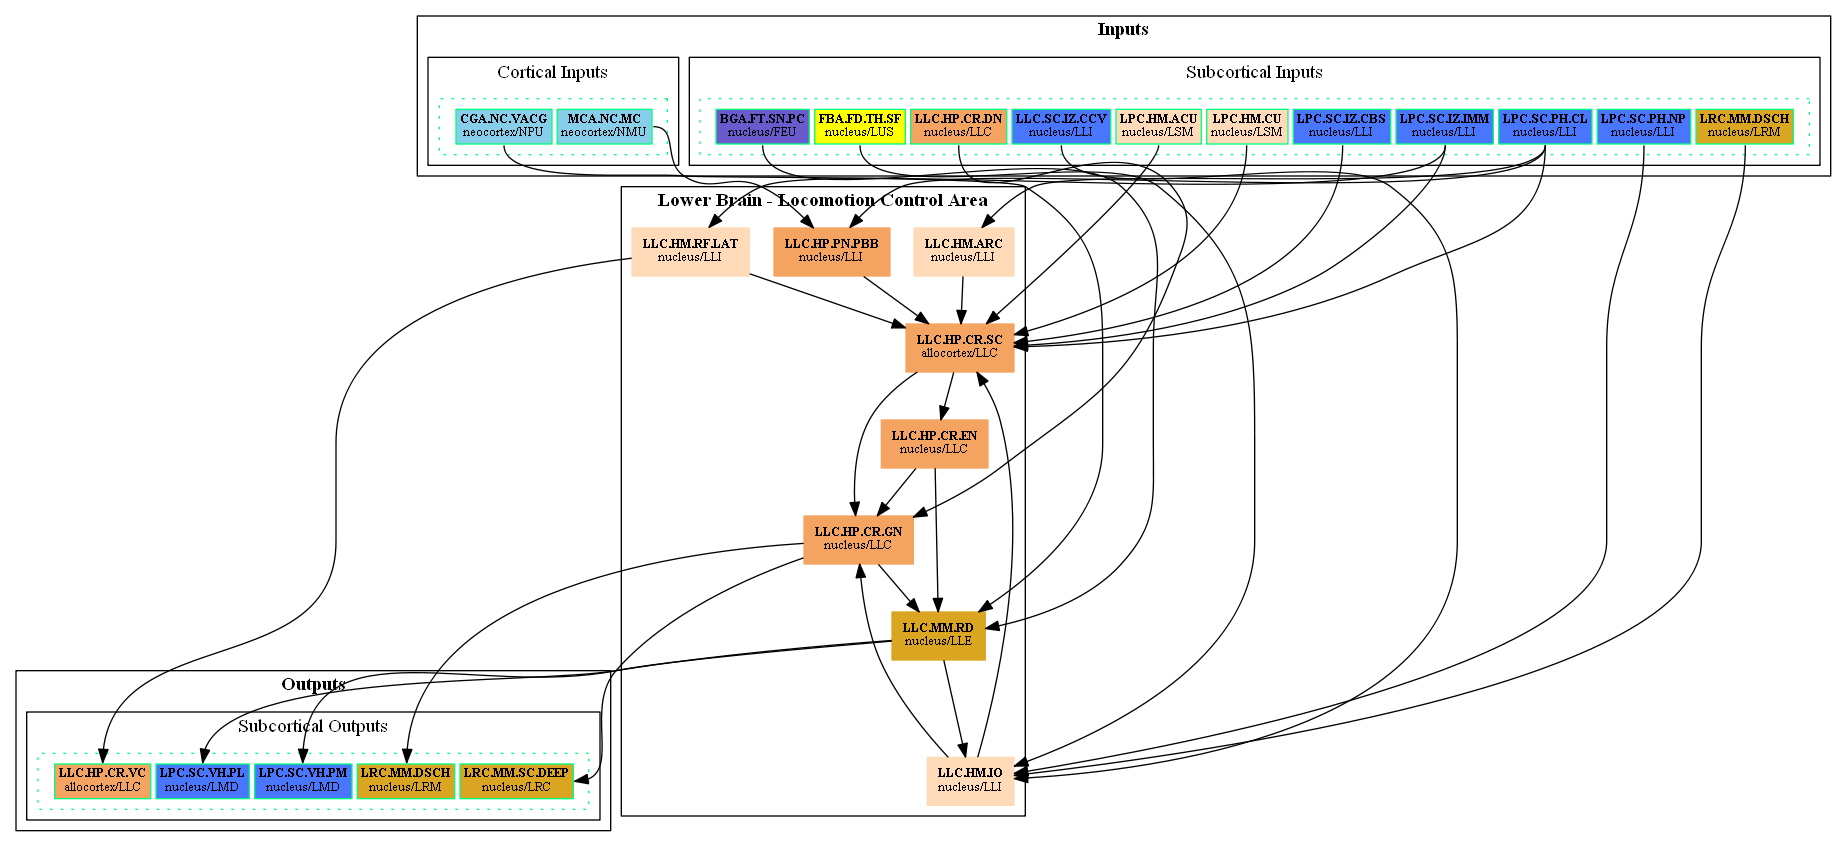 Inputs
Cortical Inputs
Subcortical Inputs
CGA.NC.VACG
neocortex/NPU
MCA.NC.MC
neocortex/NMU
BGA.FT.SN.PC
nucleus/FEU
FBA.FD.TH.SF
nucleus/LUS
LLC.HP.CR.DN
nucleus/LLC
LLC.SC.IZ.CCV
nucleus/LLI
LPC.HM.ACU
nucleus/LSM
LPC.HM.CU
nucleus/LSM
LPC.SC.IZ.CBS
nucleus/LLI
LPC.SC.IZ.IMM
nucleus/LLI
LPC.SC.PH.CL
nucleus/LLI
LPC.SC.PH.NP
nucleus/LLI
LRC.MM.DSCH
nucleus/LRM
Lower Brain - Locomotion Control Area
LLC.HM.RF.LAT
nucleus/LLI
LLC.HP.PN.PBB
nucleus/LLI
LLC.HM.ARC
nucleus/LLI
LLC.HP.CR.SC
allocortex/LLC
LLC.HP.CR.EN
nucleus/LLC
LLC.HP.CR.GN
nucleus/LLC
LLC.MM.RD
nucleus/LLE
LLC.HM.IO
nucleus/LLI
Outputs
Subcortical Outputs
LLC.HP.CR.VC
allocortex/LLC
LPC.SC.VH.PL
nucleus/LMD
LPC.SC.VH.PM
nucleus/LMD
LRC.MM.DSCH
nucleus/LRM
LRC.MM.SC.DEEP
nucleus/LRC